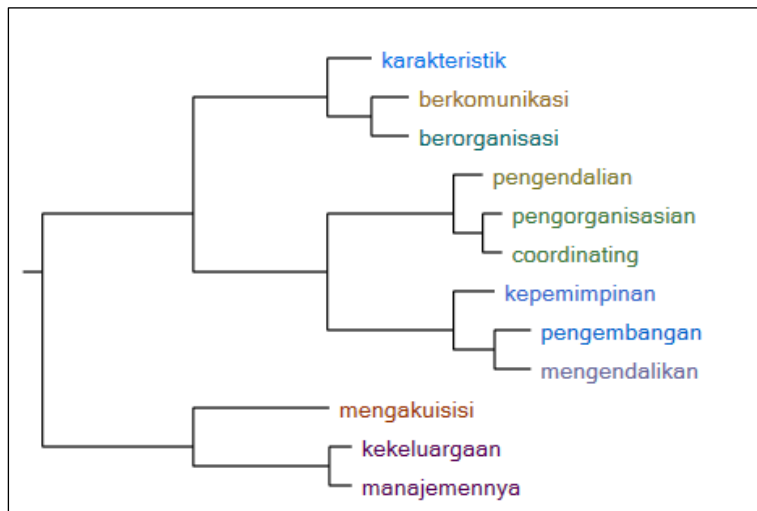 karakteristik
berkomunikasi
berorganisasi
pengendalian
pengorganisasian
coordinating
kepemimpinan
pengembangan
mengendalikan
mengakuisisi
kekeluargaan
manajemennya